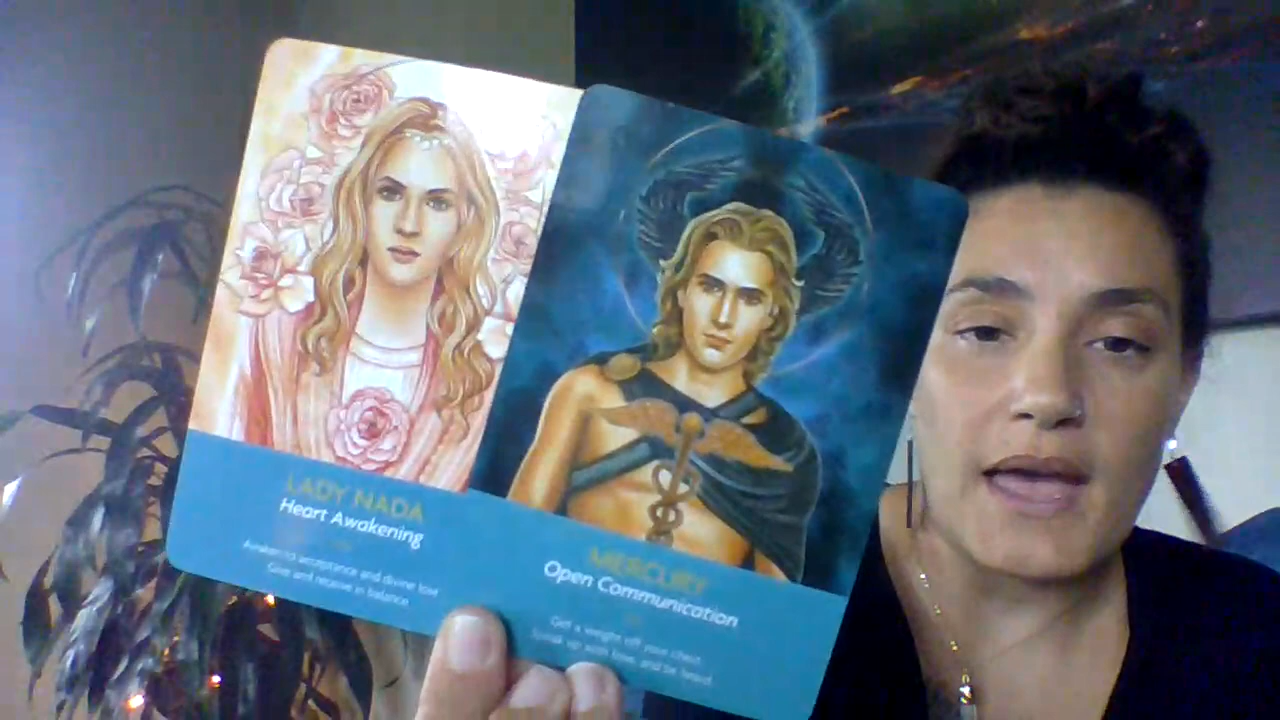 LADY NADA
Heart Awakening
Awaken to acceptance and divine love
Give and receive in balance
MERCURY
Open Communication
Get a weight off your chest
Speak up with love, and be heard